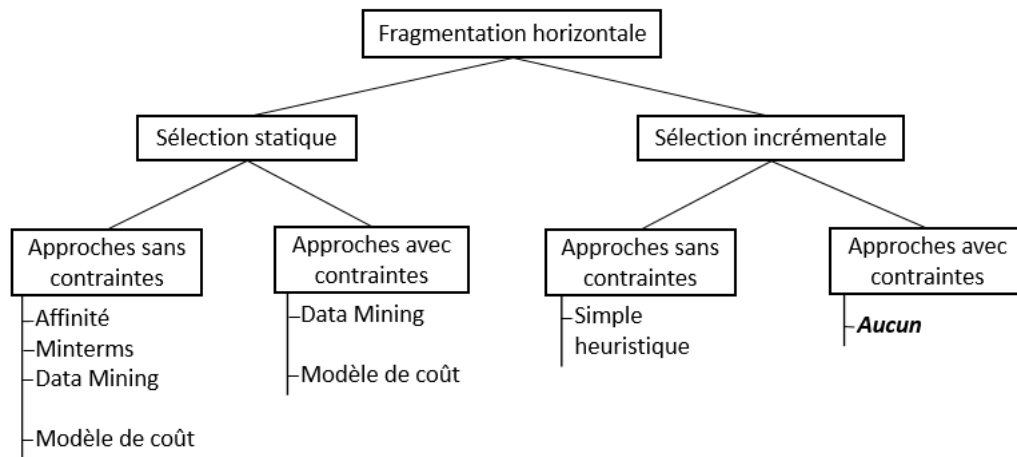 Fragmentation horizontale
Sélection statique
Sélection incrémentale
Approches sans
contraintes
Affinité
Minterms
Data Mining
Modèle de coût
Approches avec
contraintes
Data Mining
Modèle de coût
Approches sans
contraintes
Simple
heuristique
Approches avec
contraintes
Aucun